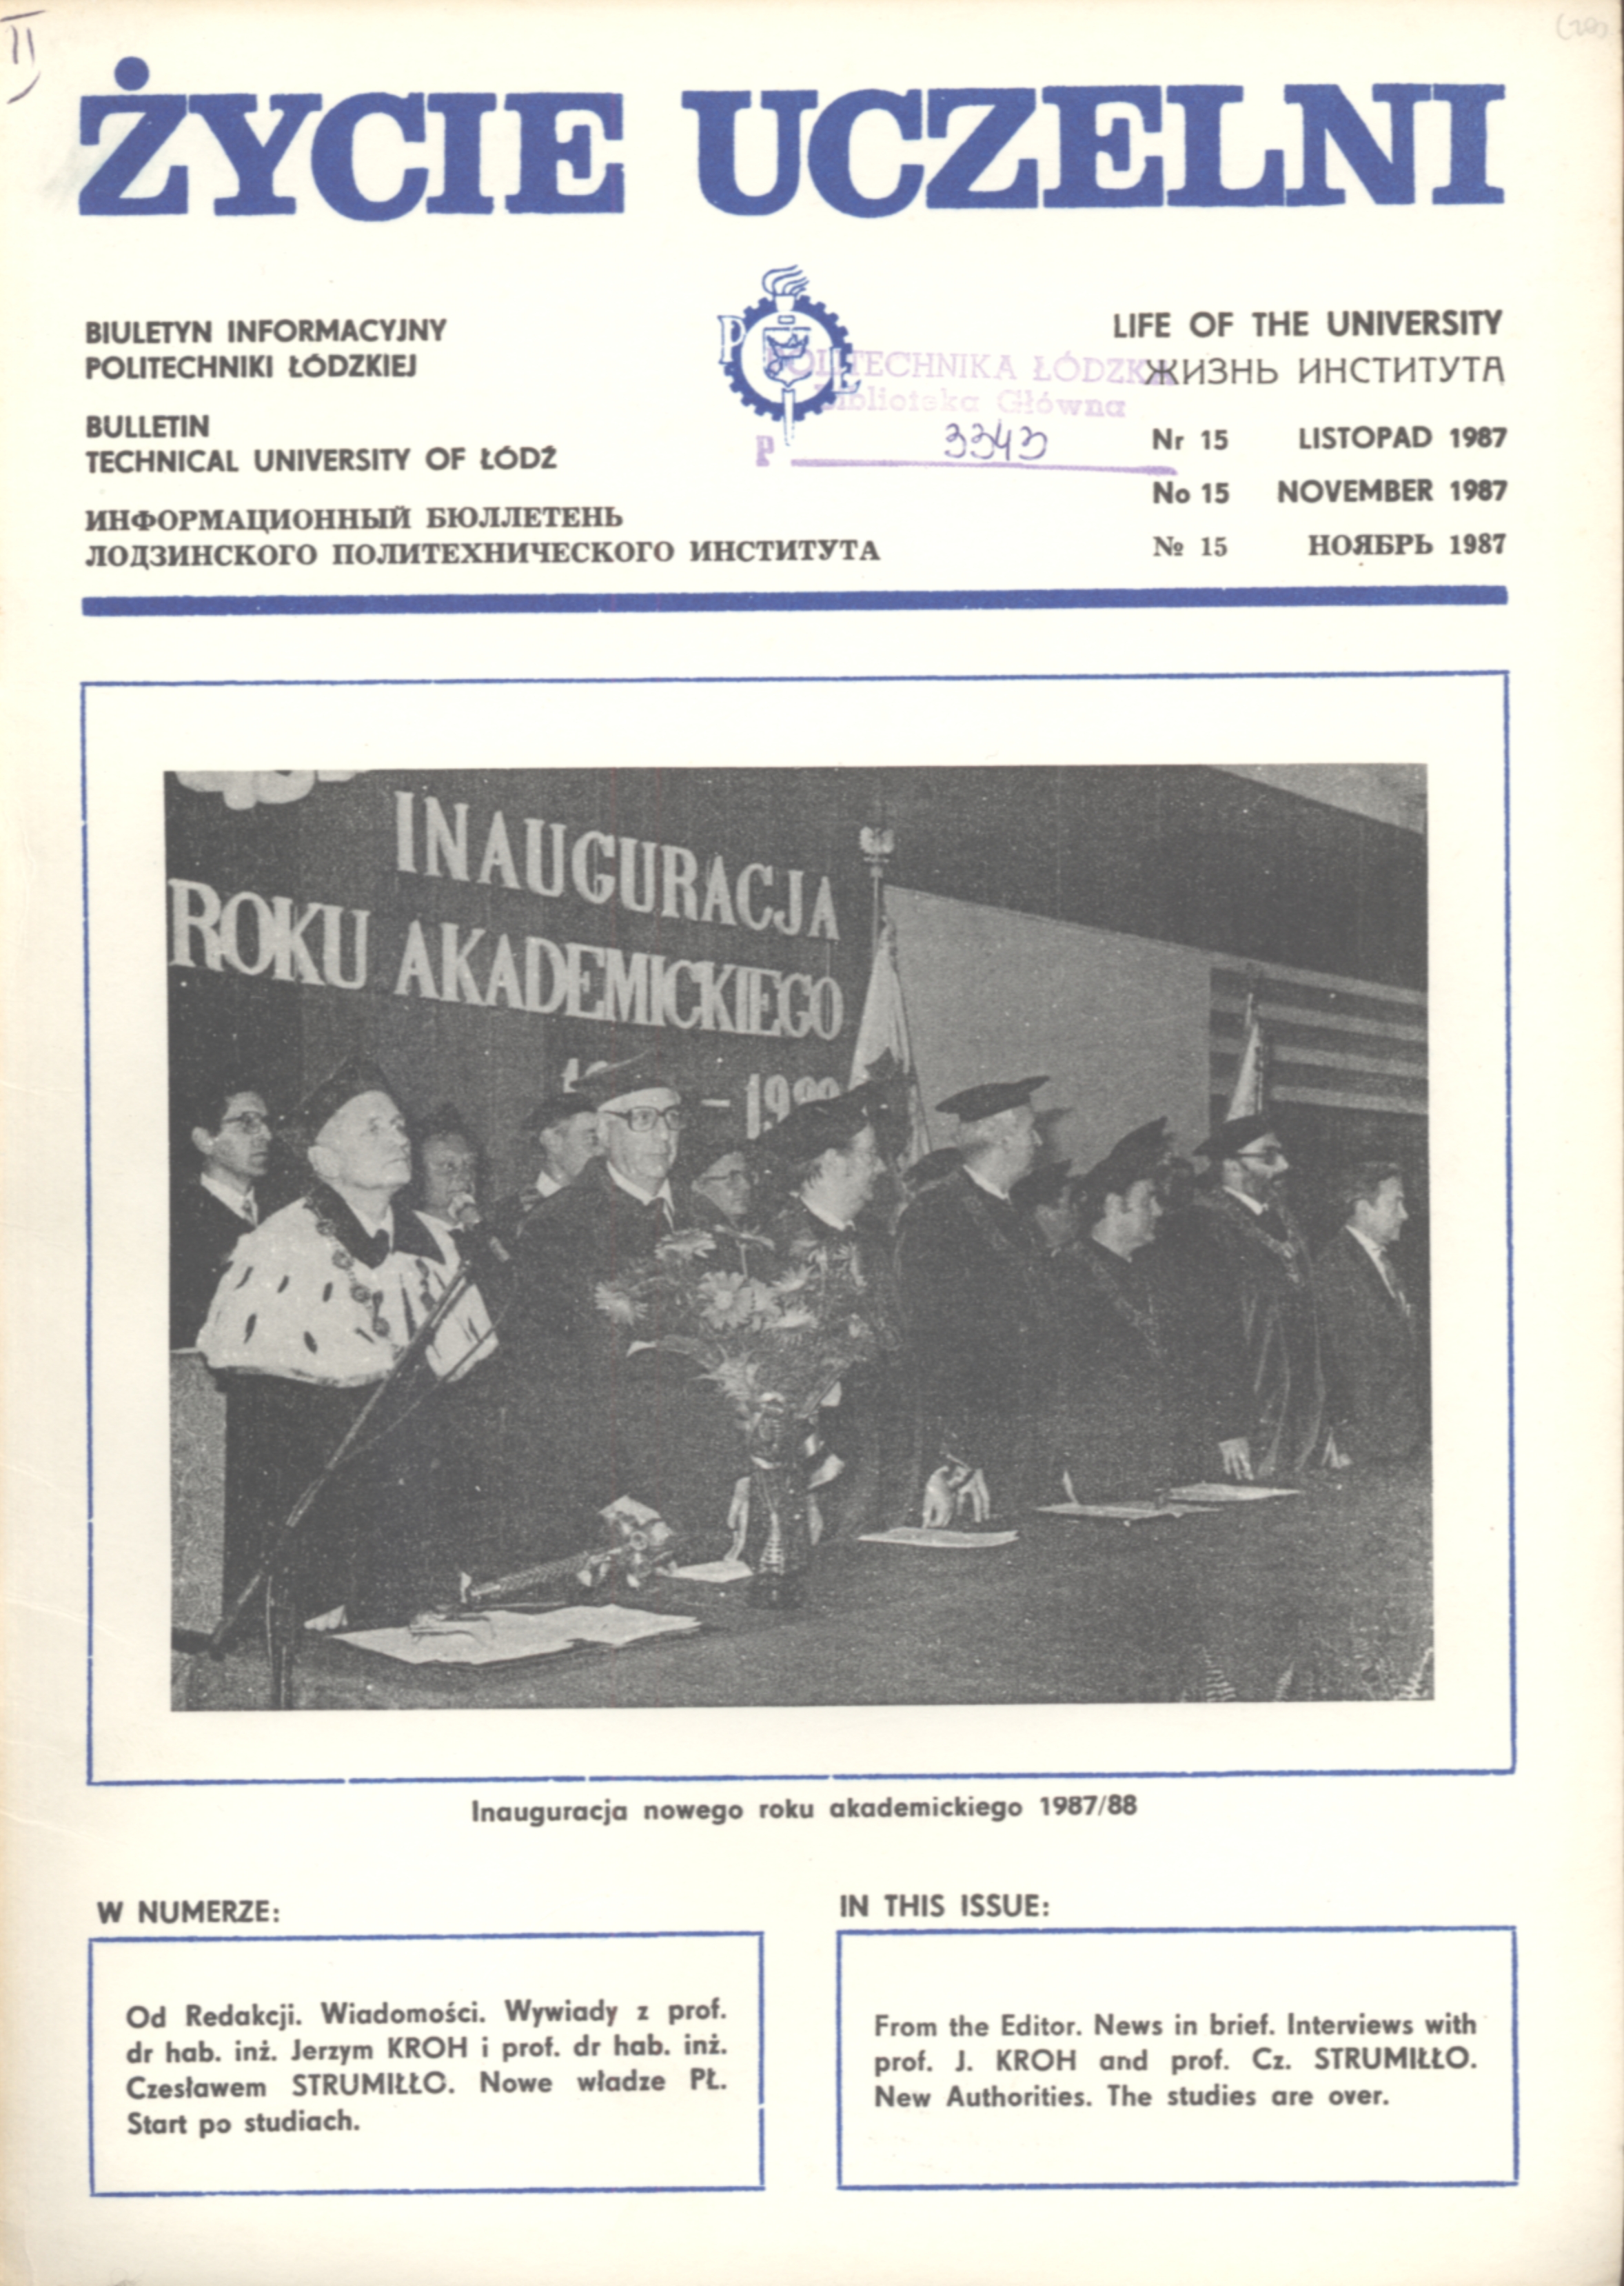 II
(20)
ŻYCIE UCZELNI
BIULETYN INFORMACYJNY
POLITECHNIKI ŁÓDZKIEJ
BULLETIN
TECHNICAL UNIVERSITY OF ŁÓDŹ
ИНФОРМАЦИОННЫЙ БЮЛЛЕТЕНЬ
ЛОДЗИНСКОГО ПОЛИТЕХНИЧЕСКОГО ИНСТИТУТА
P Ł
POLITECHNIKA ŁÓDZKA
Biblioteka Główna
P 3343
LIFE OF THE UNIVERSITY
ЖИЗНЬ ИНСТИТУТА
Nr 15 LISTOPAD 1987
No 15 NOVEMBER 1987
№ 15 НОЯБРЬ 1987
INAUGURACJA
ROKU AKADEMICKIEGO
Inauguracja nowego roku akademickiego 1987/88
W NUMERZE:
Od Redakcji. Wiadomości. Wywiady z prof.
dr hab. inż. Jerzym KROH i prof. dr hab. inż.
Czesławem STRUMIŁŁO. Nowe władze PŁ.
Start po studiach.
IN THIS ISSUE:
From the Editor. News in brief. Interviews with
prof. J. KROH and prof. Cz. STRUMIŁŁO.
New Authorities. The studies are over.